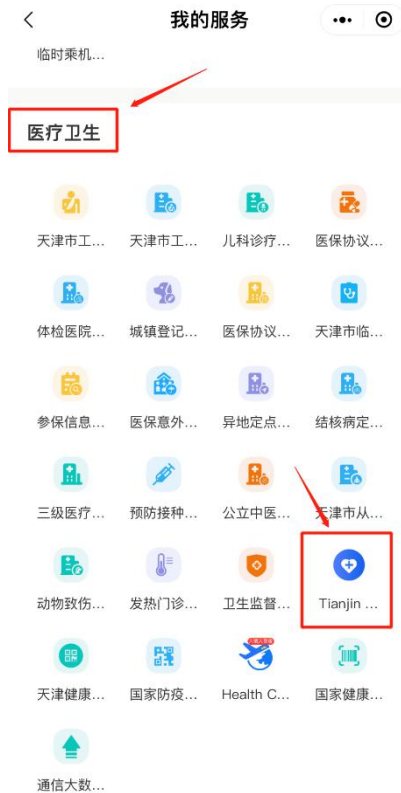 我的服务
临时乘机...
医疗卫生
天津市工...
天津市工...
儿科诊疗...
医保协议...
体检医院...
城镇登记...
医保协议...
天津市临...
参保信息...
医保意外...
异地定点...
结核病定...
三级医疗...
预防接种...
公立中医...
天津市从...
动物致伤...
发热门诊...
卫生监督...
Tianjin ...
天津健康...
国家防疫...
Health C...
国家健康...
通信大数...